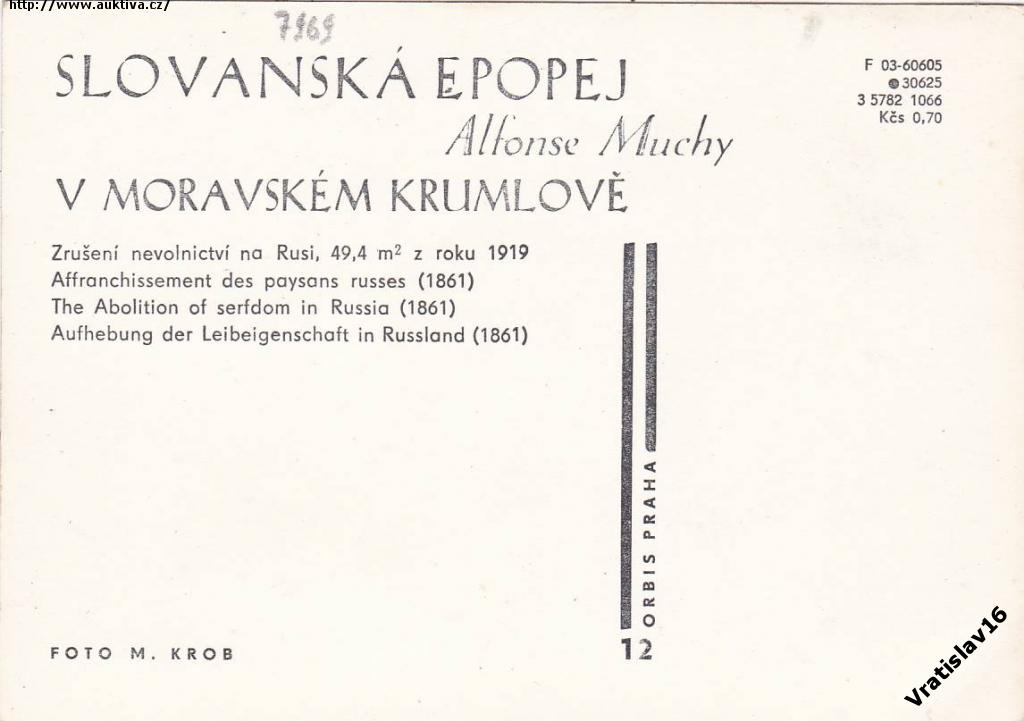 http://www.auktiva.cz/
7969
SLOVANSKÁ EPOPEJ
Alfonse Muchy
V MORAVSKÉM KRUMLOVĚ
F 03-60605
30625
3 5782 1066
Kčs 0,70
Zrušení nevolnictví na Rusi, 49,4 m² z roku 1919
Affranchissement des paysans russes (1861)
The Abolition of serfdom in Russia (1861)
Aufhebung der Leibeigenschaft in Russland (1861)
ORBIS PRAHA
FOTO M. KROB
12
Vratislav16